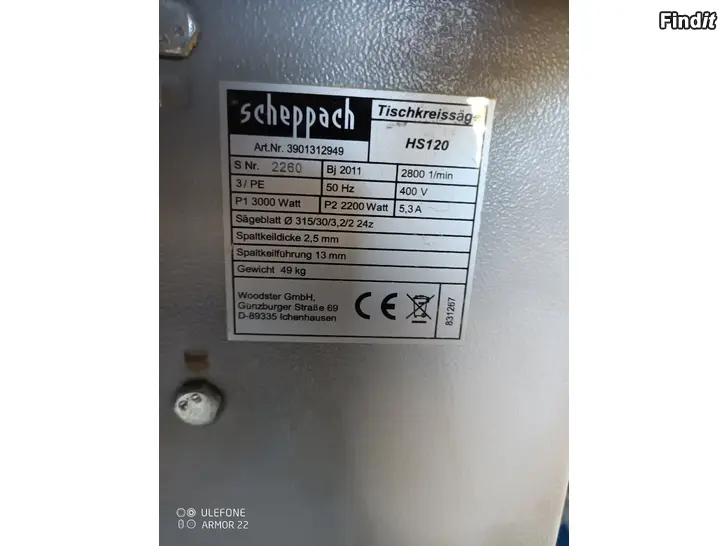 Findit
scheppach
Tischkreissäge
Art.Nr. 3901312949
HS120
S Nr. 2260
Bj 2011
2800 1/min
3/ PE
50 Hz
400 V
P1 3000 Watt
P2 2200 Watt
5,3 A
Sägeblatt Ø 315/30/3,2/2 24z
Spaltkeildicke 2,5 mm
Spaltkeilführung 13 mm
Gewicht 49 kg
Woodster GmbH,
Günzburger Straße 69
D-89335 Ichenhausen
CE
831267
ULEFONE
ARMOR 22